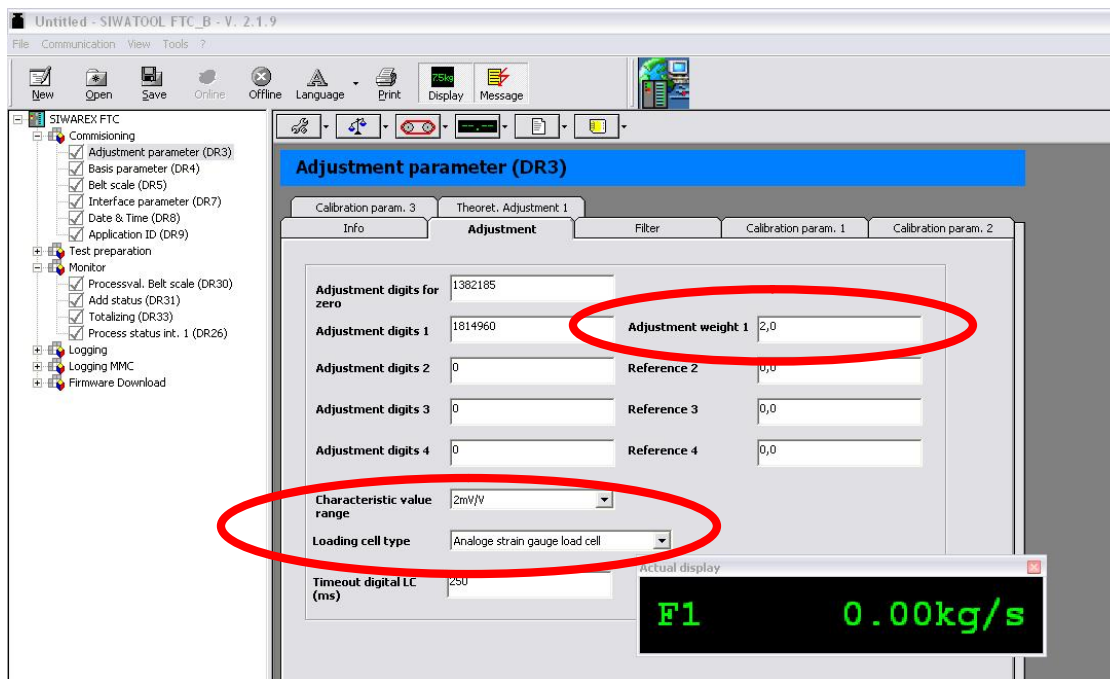 Untitled - SIWATOOL FTC_B - V. 2.1.9
File Communication View Tools ?
New Open Save Online Offline Language Print 75kg Display Message
SIWAREX FTC
Commisioning
Adjustment parameter (DR3)
Basis parameter (DR4)
Belt scale (DR5)
Interface parameter (DR7)
Date & Time (DR8)
Application ID (DR9)
Test preparation
Monitor
Processval. Belt scale (DR30)
Add status (DR31)
Totalizing (DR33)
Process status int. 1 (DR26)
Logging
Logging MMC
Firmware Download
Adjustment parameter (DR3)
Calibration param. 3 Theoret. Adjustment 1
Info Adjustment Filter Calibration param. 1 Calibration param. 2
Adjustment digits for zero 1382185
Adjustment digits 1 1814960 Adjustment weight 1 2,0
Adjustment digits 2 0 Reference 2 0,0
Adjustment digits 3 0 Reference 3 0,0
Adjustment digits 4 0 Reference 4 0,0
Characteristic value range 2mV/V
Loading cell type Analoge strain gauge load cell
Timeout digital LC (ms) 250
Actual display
F1 0.00kg/s